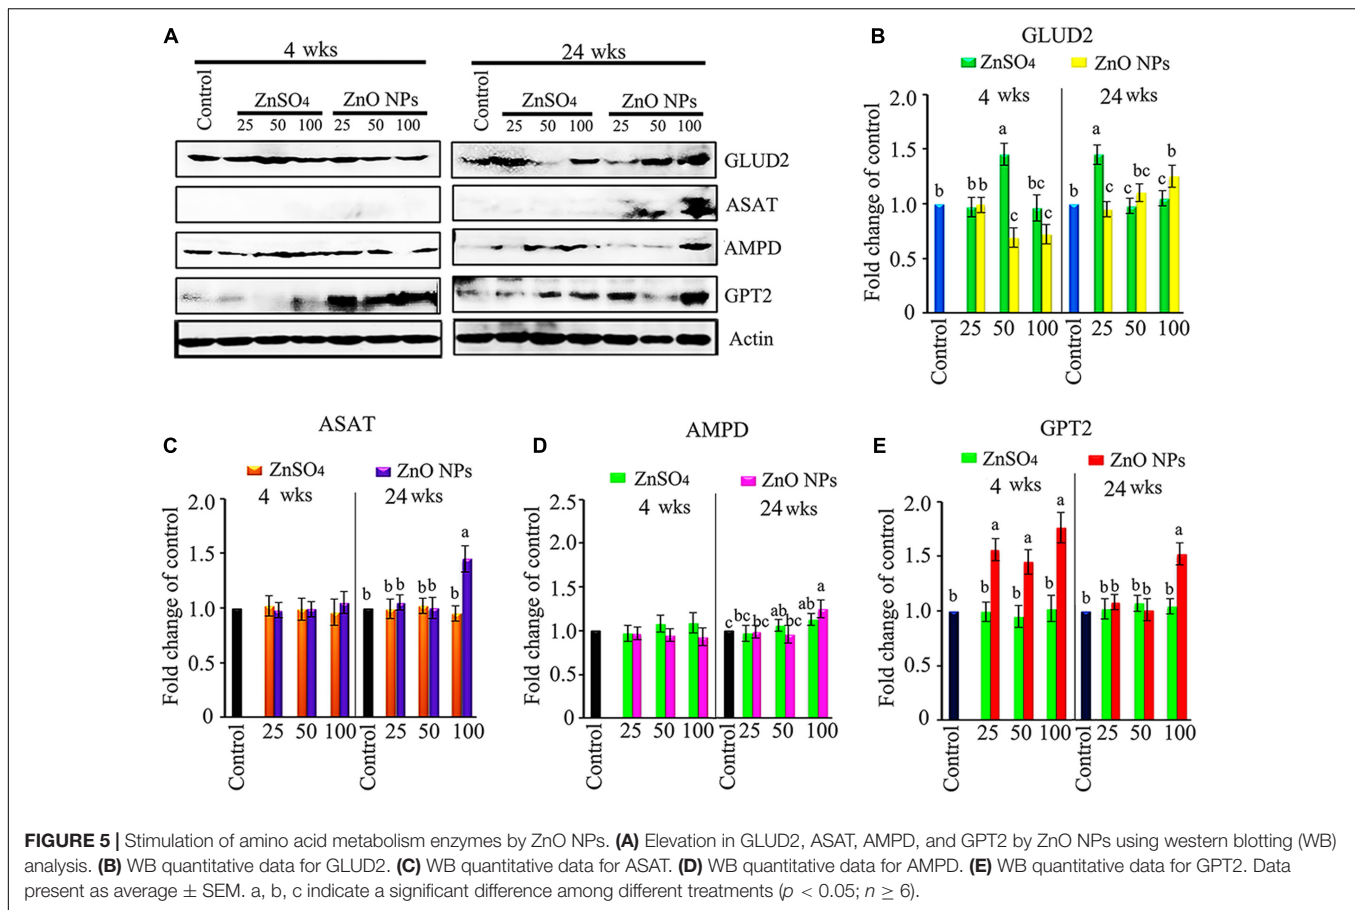 A
4 wks
24 wks
Control
ZnSO4
ZnO NPs
Control
ZnSO4
ZnO NPs
25 50 100 25 50 100
25 50 100 25 50 100
GLUD2
ASAT
AMPD
GPT2
Actin
B
GLUD2
ZnSO4
ZnO NPs
4 wks
24 wks
Fold change of control
2.0
1.5
1.0
0.5
0
b b b a c bc c
b a c c bc c b
Control 25 50 100 Control 25 50 100
C
ASAT
ZnSO4
ZnO NPs
4 wks
24 wks
Fold change of control
2.0
1.5
1.0
0.5
0
b b b b b b a
Control 25 50 100 Control 25 50 100
D
AMPD
ZnSO4
ZnO NPs
4 wks
24 wks
Fold change of control
2.5
2.0
1.5
1.0
0.5
0
c bc bc ab bc ab a
Control 25 50 100 Control 25 50 100
E
GPT2
ZnSO4
ZnO NPs
4 wks
24 wks
Fold change of control
2.0
1.5
1.0
0.5
0
b b a b a b a
b b b b b b a
Control 25 50 100 Control 25 50 100
FIGURE 5 | Stimulation of amino acid metabolism enzymes by ZnO NPs. (A) Elevation in GLUD2, ASAT, AMPD, and GPT2 by ZnO NPs using western blotting (WB)
analysis. (B) WB quantitative data for GLUD2. (C) WB quantitative data for ASAT. (D) WB quantitative data for AMPD. (E) WB quantitative data for GPT2. Data
present as average ± SEM. a, b, c indicate a significant difference among different treatments (p < 0.05; n ≥ 6).